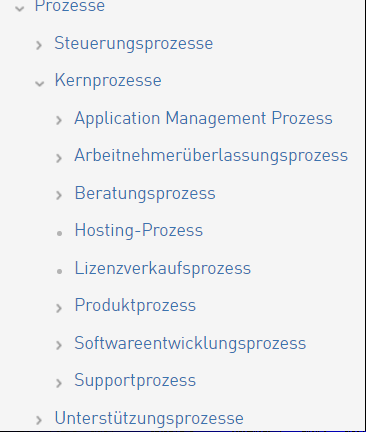 Prozesse
Steuerungsprozesse
Kernprozesse
Application Management Prozess
Arbeitnehmerüberlassungsprozess
Beratungsprozess
Hosting-Prozess
Lizenzverkaufsprozess
Produktprozess
Softwareentwicklungsprozess
Supportprozess
Unterstützungsprozesse